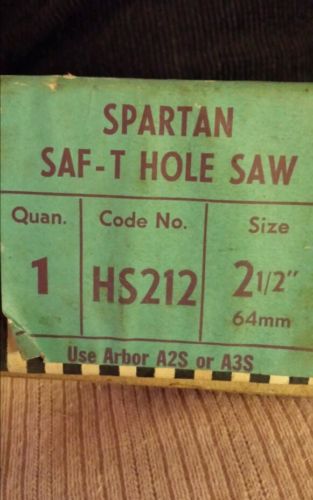 SPARTAN
SAF-T HOLE SAW
Quan. Code No. Size
1 HS212 2 1/2"
64mm
Use Arbor A2S or A3S